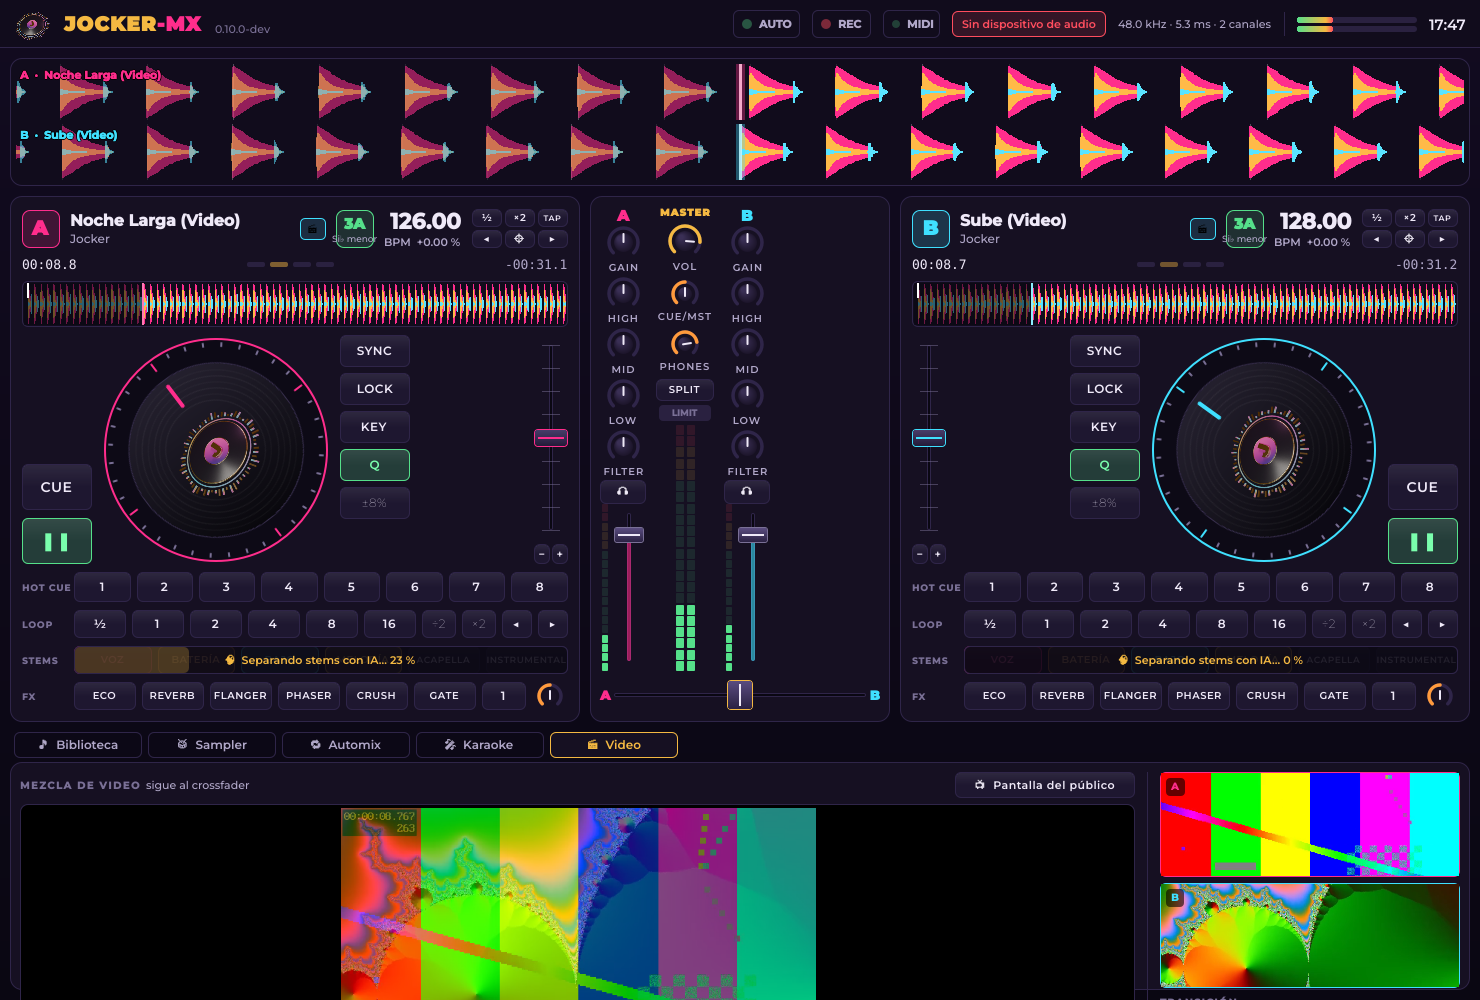 JOCKER-MX 0.10.0-dev AUTO REC MIDI Sin dispositivo de audio 48.0 kHz · 5.3 ms · 2 canales 17:47
A · Noche Larga (Video)
B · Sube (Video)
A Noche Larga (Video) 3A 126.00 ½ ×2 TAP
Jocker Si♭ menor BPM +0.00 %
00:08.8 -00:31.1
SYNC
LOCK
KEY
Q
CUE
±8%
− +
HOT CUE 1 2 3 4 5 6 7 8
LOOP ½ 1 2 4 8 16 ÷2 ×2
STEMS VOZ BATERÍA Separando stems con IA... 23 % ACAPELLA INSTRUMENTAL
FX ECO REVERB FLANGER PHASER CRUSH GATE 1
A MASTER B
GAIN VOL GAIN
HIGH CUE/MST HIGH
MID PHONES MID
SPLIT
LIMIT
LOW LOW
FILTER FILTER
A B
B Sube (Video) 3A 128.00 ½ ×2 TAP
Jocker Si♭ menor BPM +0.00 %
00:08.7 -00:31.2
SYNC
LOCK
KEY
Q
CUE
±8%
− +
HOT CUE 1 2 3 4 5 6 7 8
LOOP ½ 1 2 4 8 16 ÷2 ×2
STEMS VOZ BATERÍA Separando stems con IA... 0 % ACAPELLA INSTRUMENTAL
FX ECO REVERB FLANGER PHASER CRUSH GATE 1
Biblioteca Sampler Automix Karaoke Video
MEZCLA DE VIDEO sigue al crossfader Pantalla del público
00:00:08.767
263
A
B